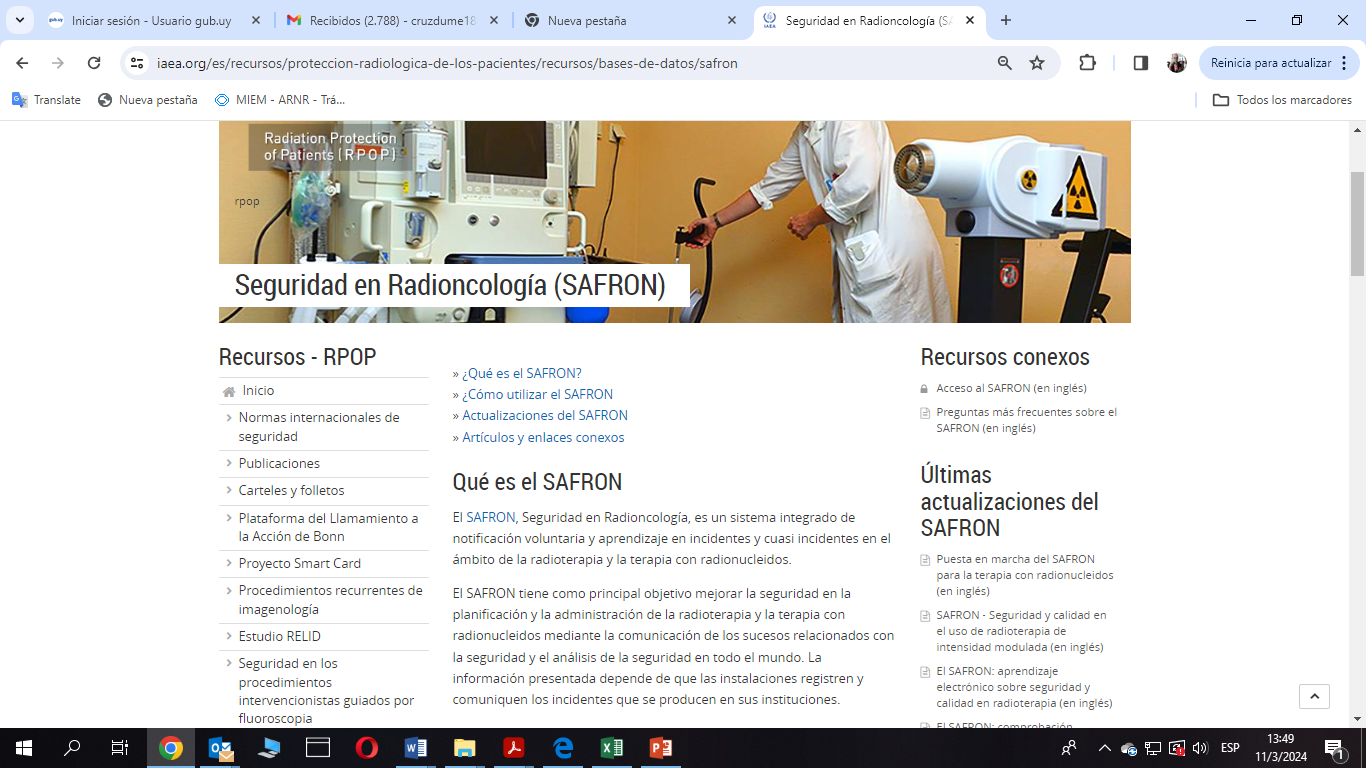 Iniciar sesión - Usuario gub.uy
Recibidos (2.788) - cruzdume18
Nueva pestaña
Seguridad en Radioncología (SA
iaea.org/es/recursos/proteccion-radiologica-de-los-pacientes/recursos/bases-de-datos/safron
Reinicia para actualizar
Translate
Nueva pestaña
MIEM - ARNR - Trá...
Todos los marcadores
Radiation Protection
of Patients (RPOP)
rpop
Seguridad en Radioncología (SAFRON)
Recursos - RPOP
Inicio
Normas internacionales de
seguridad
Publicaciones
Carteles y folletos
Plataforma del Llamamiento a
la Acción de Bonn
Proyecto Smart Card
Procedimientos recurrentes de
imagenología
Estudio RELID
Seguridad en los
procedimientos
intervencionistas guiados por
fluoroscopia
» ¿Qué es el SAFRON?
» ¿Cómo utilizar el SAFRON
» Actualizaciones del SAFRON
» Artículos y enlaces conexos
Qué es el SAFRON
El SAFRON, Seguridad en Radioncología, es un sistema integrado de
notificación voluntaria y aprendizaje en incidentes y cuasi incidentes en el
ámbito de la radioterapia y la terapia con radionucleidos.
El SAFRON tiene como principal objetivo mejorar la seguridad en la
planificación y la administración de la radioterapia y la terapia con
radionucleidos mediante la comunicación de los sucesos relacionados con
la seguridad y el análisis de la seguridad en todo el mundo. La
información presentada depende de que las instalaciones registren y
comuniquen los incidentes que se producen en sus instituciones.
Recursos conexos
Acceso al SAFRON (en inglés)
Preguntas más frecuentes sobre el
SAFRON (en inglés)
Últimas
actualizaciones del
SAFRON
Puesta en marcha del SAFRON
para la terapia con radionucleidos
(en inglés)
SAFRON - Seguridad y calidad en
el uso de radioterapia de
intensidad modulada (en inglés)
El SAFRON: aprendizaje
electrónico sobre seguridad y
calidad en radioterapia (en inglés)
El SAFRON: comprobación
ESP
13:49
11/3/2024
1